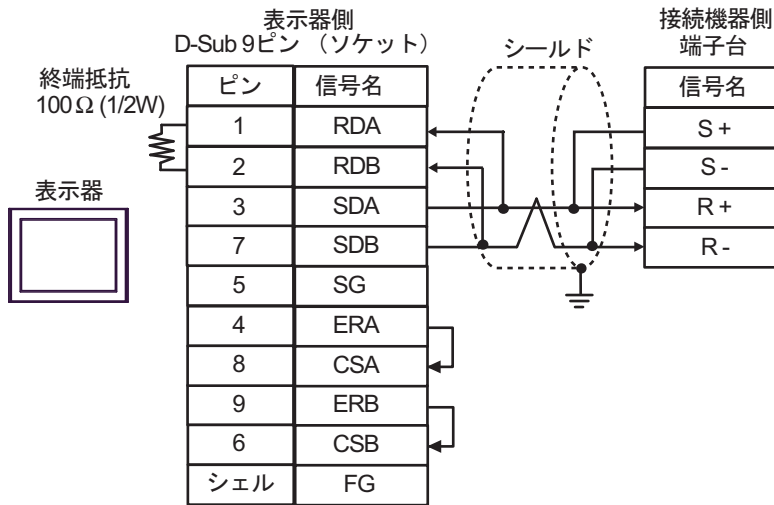 表示器側
D-Sub 9ピン （ソケット）
シールド
接続機器側
端子台
終端抵抗
100Ω (1/2W)
表示器
ピン 信号名
1 RDA
2 RDB
3 SDA
7 SDB
5 SG
4 ERA
8 CSA
9 ERB
6 CSB
シェル FG
信号名
S +
S -
R +
R -